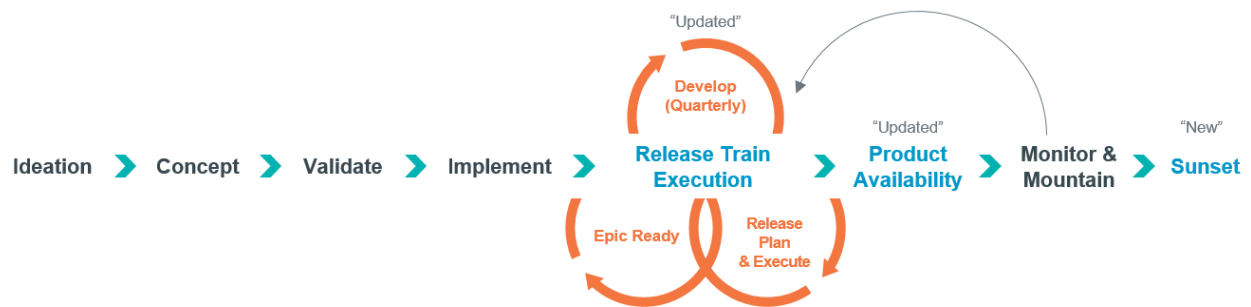 “Updated”
Develop
(Quarterly)
“Updated”
“New”
Ideation
Concept
Validate
Implement
Release Train
Execution
Product
Availability
Monitor &
Mountain
Sunset
Epic Ready
Release
Plan
& Execute